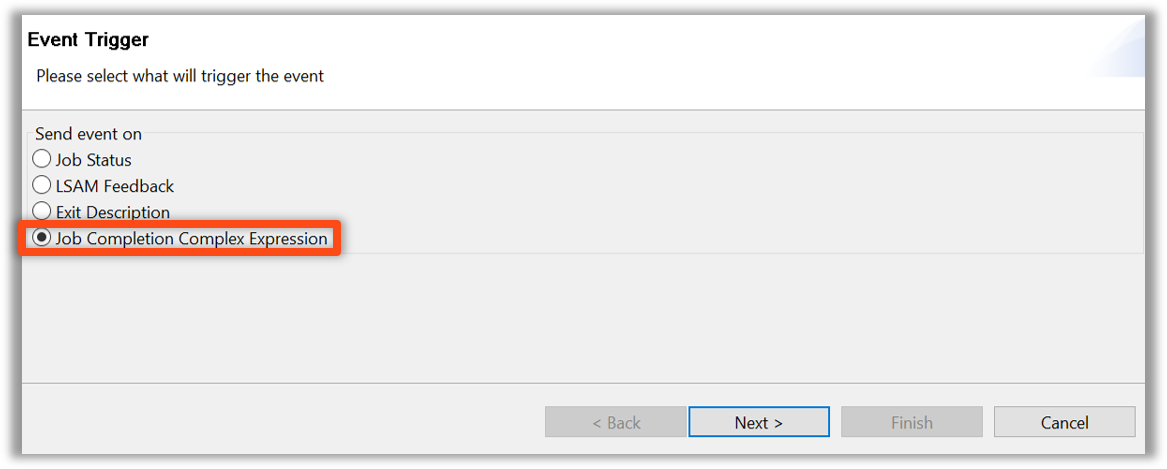 Event Trigger
Please select what will trigger the event
Send event on
Job Status
LSAM Feedback
Exit Description
Job Completion Complex Expression
< Back
Next >
Finish
Cancel